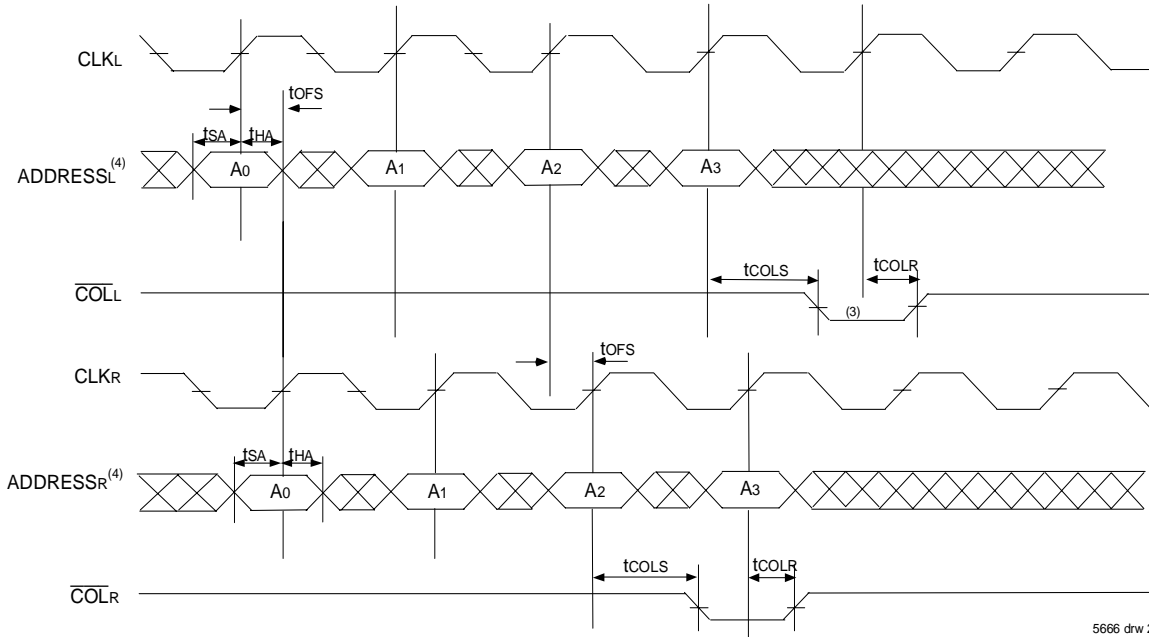 CLKL
tOFS
tSA tHA
ADDRESSL(4)
A0 A1 A2 A3
tCOLS tCOLR
COLL
(3)
tOFS
CLKR
tSA tHA
ADDRESSR(4)
A0 A1 A2 A3
tCOLS tCOLR
COLR
5666 drw 2